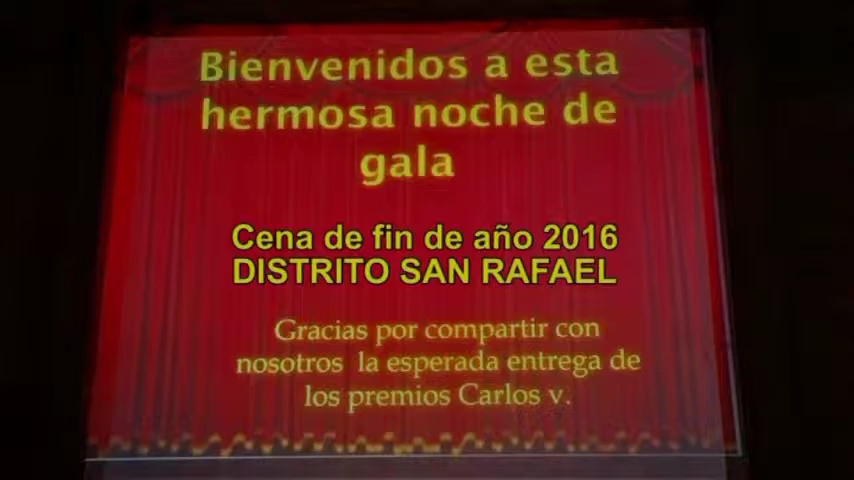 Bienvenidos a esta
hermosa noche de
gala
Cena de fin de año 2016
DISTRITO SAN RAFAEL
Gracias por compartir con
nosotros la esperada entrega de
los premios Carlos v.